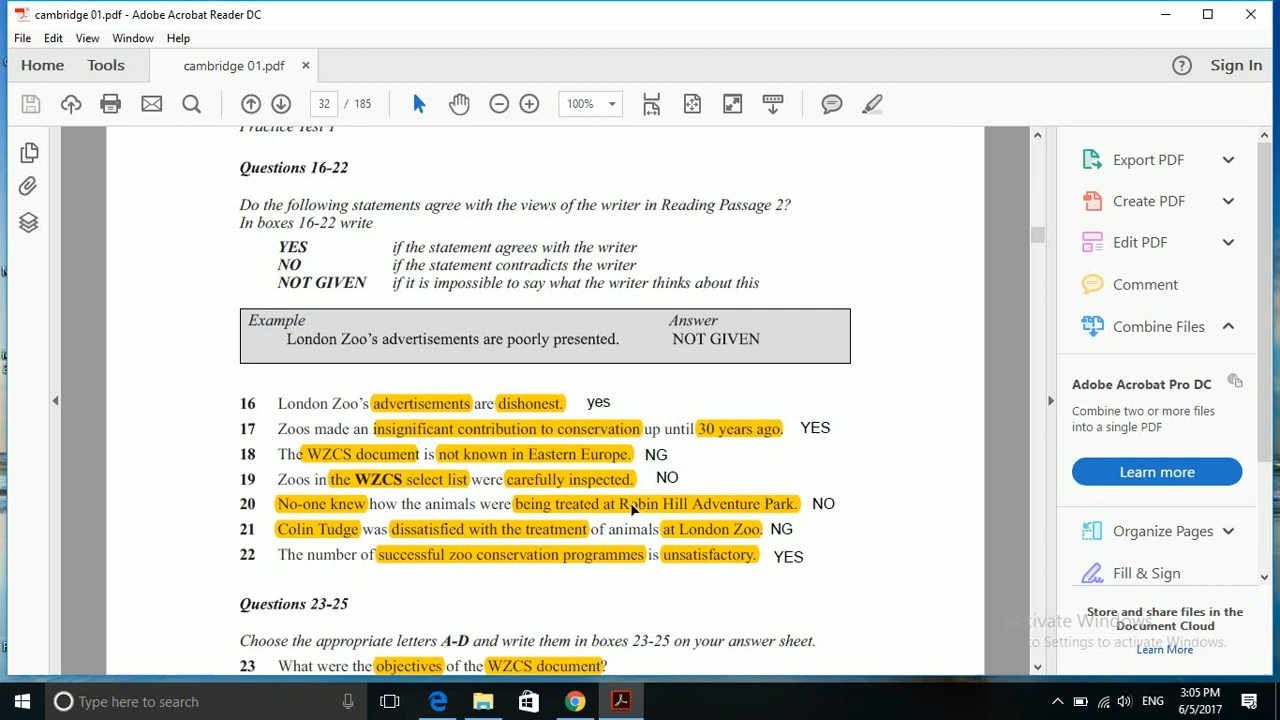 cambridge 01.pdf - Adobe Acrobat Reader DC
File Edit View Window Help
Home Tools cambridge 01.pdf × Sign In
32 / 185 100%
Practice Test 1
Questions 16-22
Do the following statements agree with the views of the writer in Reading Passage 2?
In boxes 16-22 write
YES if the statement agrees with the writer
NO if the statement contradicts the writer
NOT GIVEN if it is impossible to say what the writer thinks about this
Example Answer
London Zoo's advertisements are poorly presented. NOT GIVEN
16 London Zoo's advertisements are dishonest. yes
17 Zoos made an insignificant contribution to conservation up until 30 years ago. YES
18 The WZCS document is not known in Eastern Europe. NG
19 Zoos in the WZCS select list were carefully inspected. NO
20 No-one knew how the animals were being treated at Robin Hill Adventure Park. NO
21 Colin Tudge was dissatisfied with the treatment of animals at London Zoo. NG
22 The number of successful zoo conservation programmes is unsatisfactory. YES
Questions 23-25
Choose the appropriate letters A-D and write them in boxes 23-25 on your answer sheet.
23 What were the objectives of the WZCS document?
Export PDF
Create PDF
Edit PDF
Comment
Combine Files
Adobe Acrobat Pro DC
Combine two or more files
into a single PDF
Learn more
Organize Pages
Fill & Sign
Store and share files in the
Document Cloud
Learn More
Activate Windows
Go to Settings to activate Windows.
Type here to search
ENG
3:05 PM
6/5/2017